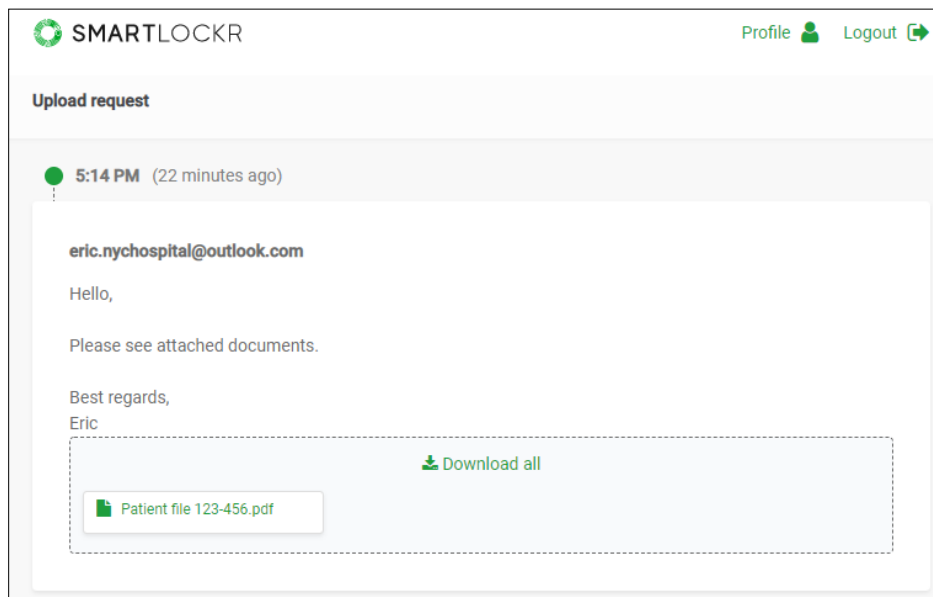 SMARTLOCKR
Profile Logout
Upload request
5:14 PM (22 minutes ago)
eric.nychospital@outlook.com
Hello,
Please see attached documents.
Best regards,
Eric
Download all
Patient file 123-456.pdf